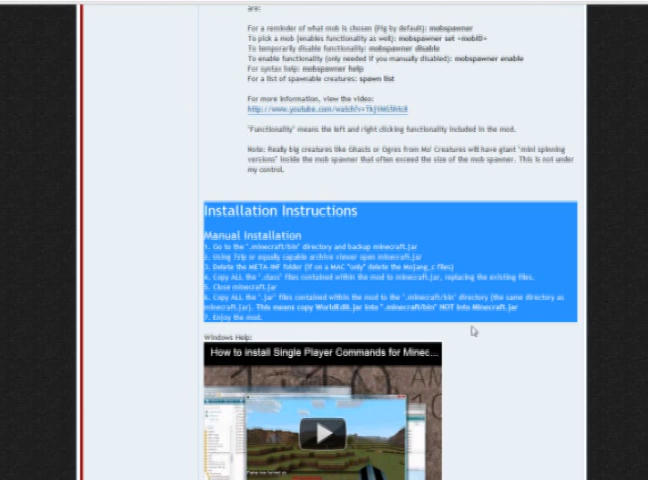 are:
For a reminder of what mob is chosen (Pig by default): mobspawner
To pick a mob (enables functionality as well): mobspawner set <mobID>
To temporarily disable functionality: mobspawner disable
To enable functionality (only needed if you manually disabled): mobspawner enable
For syntax help: mobspawner help
For a list of spawnable creatures: spawn list
For more information, view the video:
"Functionality" means the left and right clicking functionality included in the mod.
Note: Really big creatures like Ghasts or Ogres from Mo' Creatures will have giant "mini spinning
versions" inside the mob spawner that often exceed the size of the mob spawner. This is not under
my control.
Installation Instructions
Manual Installation
1. Go to the ".minecraft/bin" directory and backup minecraft.jar
2. Using 7zip or equally capable archive viewer open minecraft.jar
3. Delete the META-INF folder (if on a MAC *only* delete the Mojang_c files)
4. Copy ALL the ".class" files contained within the mod to minecraft.jar, replacing the existing files.
5. Close minecraft.jar
6. Copy ALL the ".jar" files contained within the mod to the ".minecraft/bin" directory (the same directory as
minecraft.jar). This means copy WorldEdit.jar into ".minecraft/bin" NOT into Minecraft.jar
7. Enjoy the mod.
Windows Help:
How to install Single Player Commands for Minec...